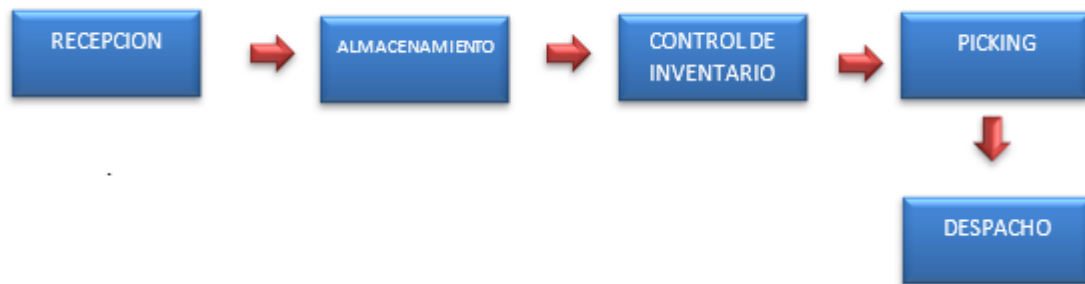 RECEPCION
ALMACENAMIENTO
CONTROL DE
INVENTARIO
PICKING
DESPACHO